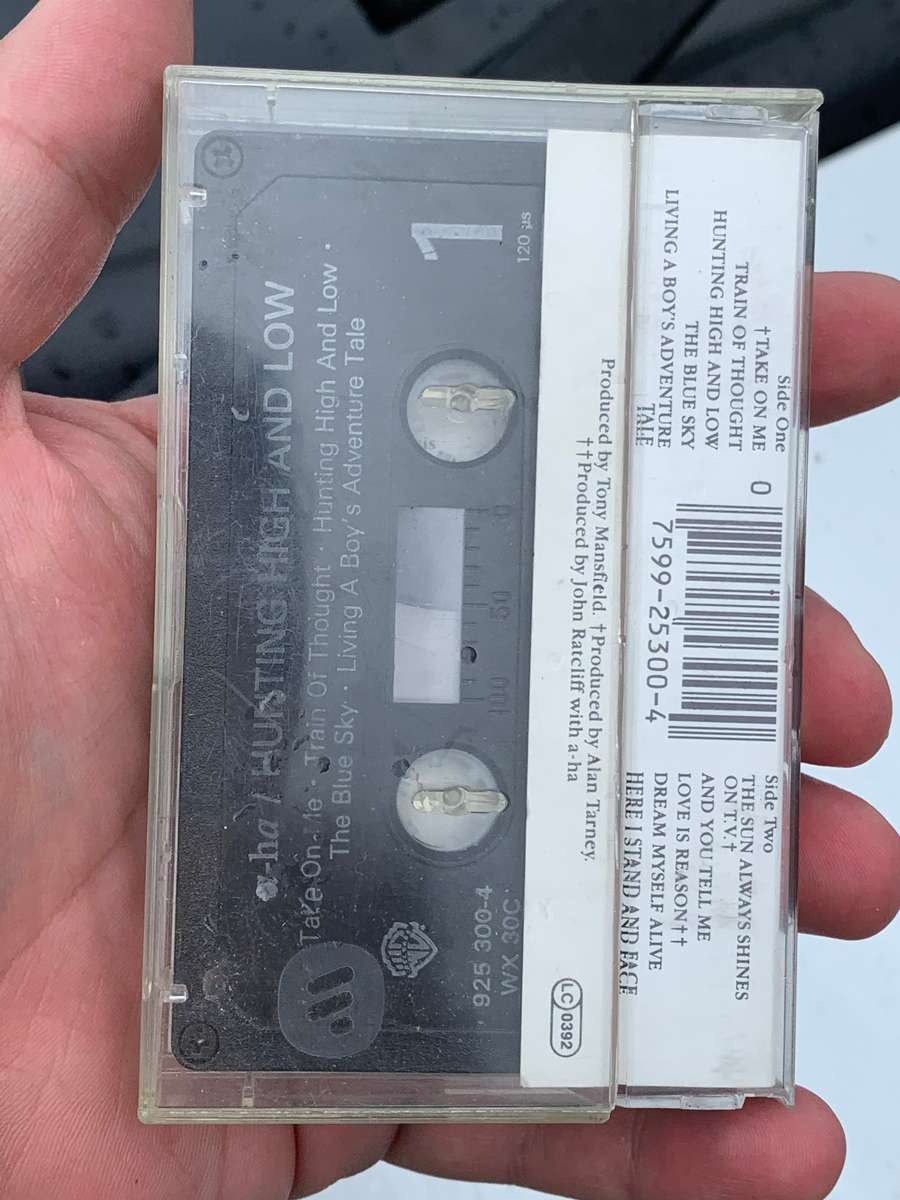 Side One
†TAKE ON ME
TRAIN OF THOUGHT
HUNTING HIGH AND LOW
THE BLUE SKY
LIVING A BOY'S ADVENTURE
TALE
0
7599-25300-4
Side Two
THE SUN ALWAYS SHINES
ON T.V.†
AND YOU TELL ME
LOVE IS REASON††
DREAM MYSELF ALIVE
HERE I STAND AND FACE
Produced by Tony Mansfield. †Produced by Alan Tarney.
††Produced by John Ratcliff with a-ha
LC 0392
1
120 µs
0 50 100
925 300-4
WX 30C
a-ha / HUNTING HIGH AND LOW
Take On Me · Train Of Thought · Hunting High And Low ·
The Blue Sky · Living A Boy's Adventure Tale